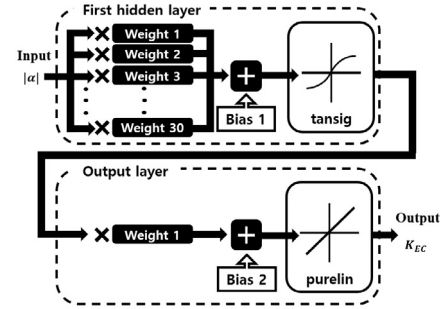 First hidden layer
Input
|α|
Weight 1
Weight 2
Weight 3
Weight 30
Bias 1
tansig
Output layer
Weight 1
Bias 2
purelin
Output
K_EC